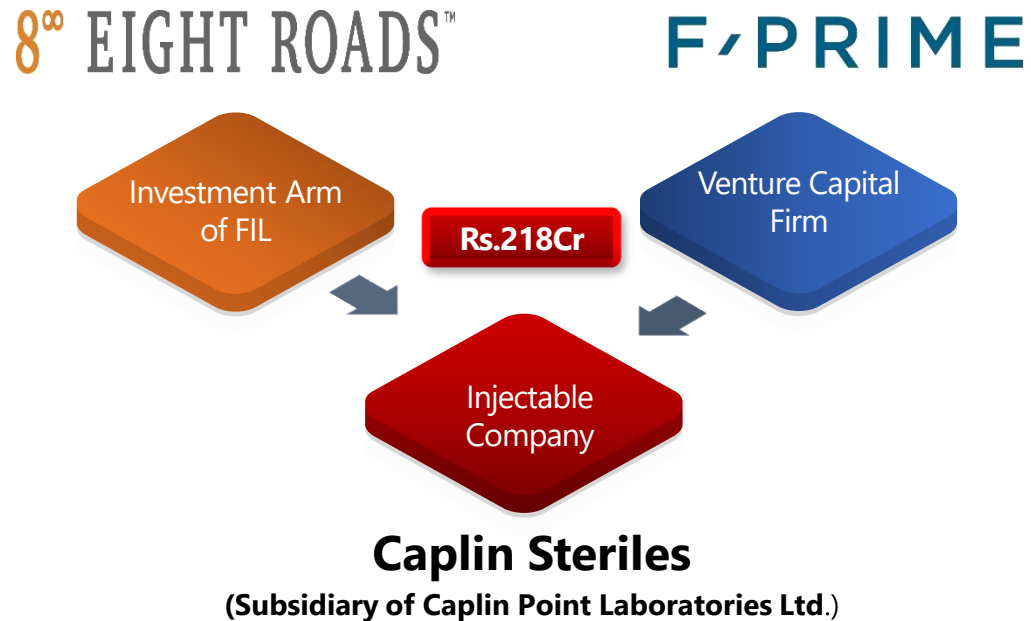 8∞ EIGHT ROADS™
F-PRIME
Investment Arm
of FIL
Venture Capital
Firm
Rs.218Cr
Injectable
Company
Caplin Steriles
(Subsidiary of Caplin Point Laboratories Ltd.)